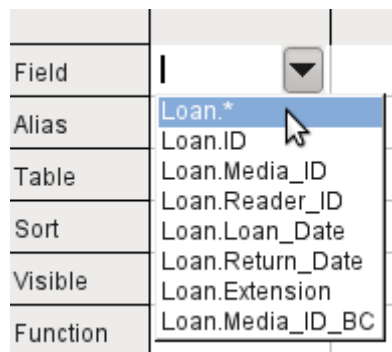 Field
Alias
Table
Sort
Visible
Function
Loan.*
Loan.ID
Loan.Media_ID
Loan.Reader_ID
Loan.Loan_Date
Loan.Return_Date
Loan.Extension
Loan.Media_ID_BC